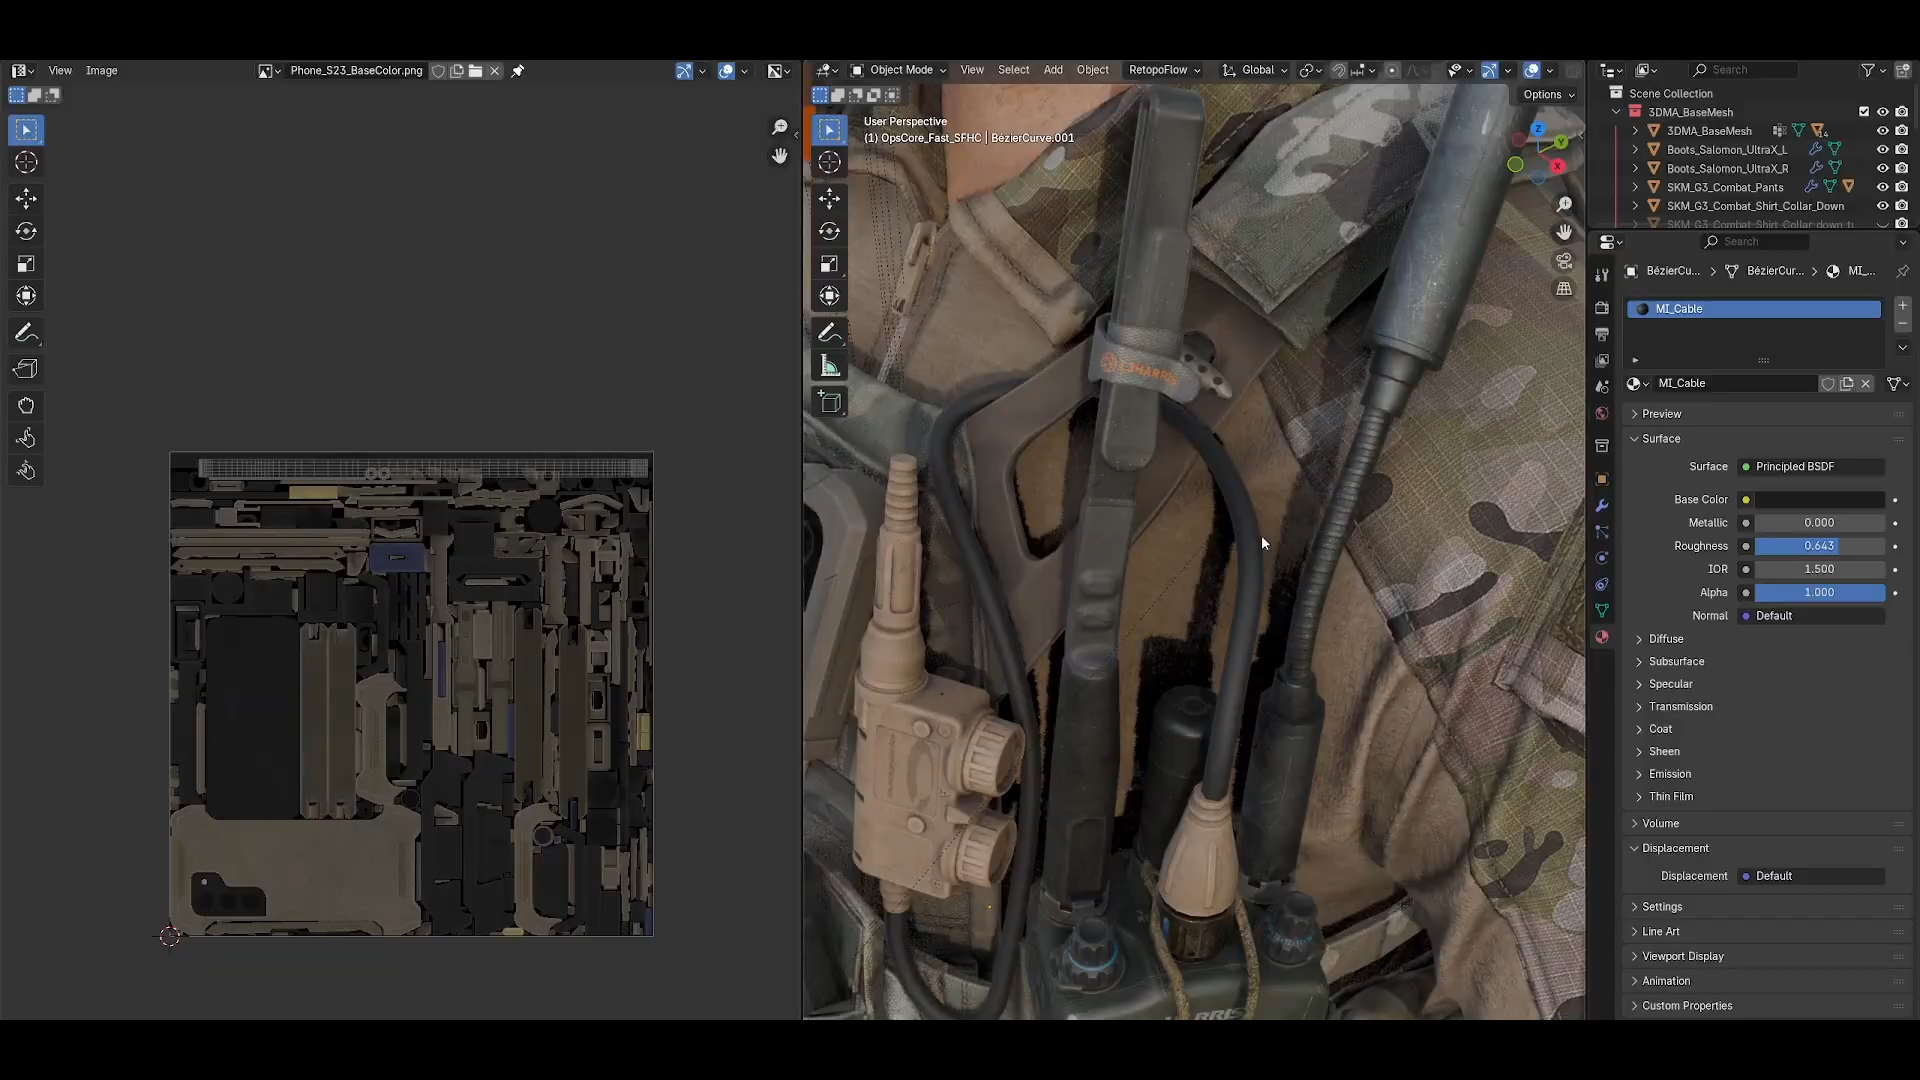 View Image
Phone_S23_BaseColor.png
Object Mode View Select Add Object RetopoFlow Global
Options
User Perspective
(1) OpsCore_Fast_SFHC | BézierCurve.001
Z
Y
X
L3HARRIS
Search
Scene Collection
3DMA_BaseMesh
3DMA_BaseMesh 14
Boots_Salomon_UltraX_L
Boots_Salomon_UltraX_R
SKM_G3_Combat_Pants
SKM_G3_Combat_Shirt_Collar_Down
Search
BézierCu... BézierCur... MI_...
MI_Cable
MI_Cable
Preview
Surface
Surface Principled BSDF
Base Color
Metallic 0.000
Roughness 0.643
IOR 1.500
Alpha 1.000
Normal Default
Diffuse
Subsurface
Specular
Transmission
Coat
Sheen
Emission
Thin Film
Volume
Displacement
Displacement Default
Settings
Line Art
Viewport Display
Animation
Custom Properties